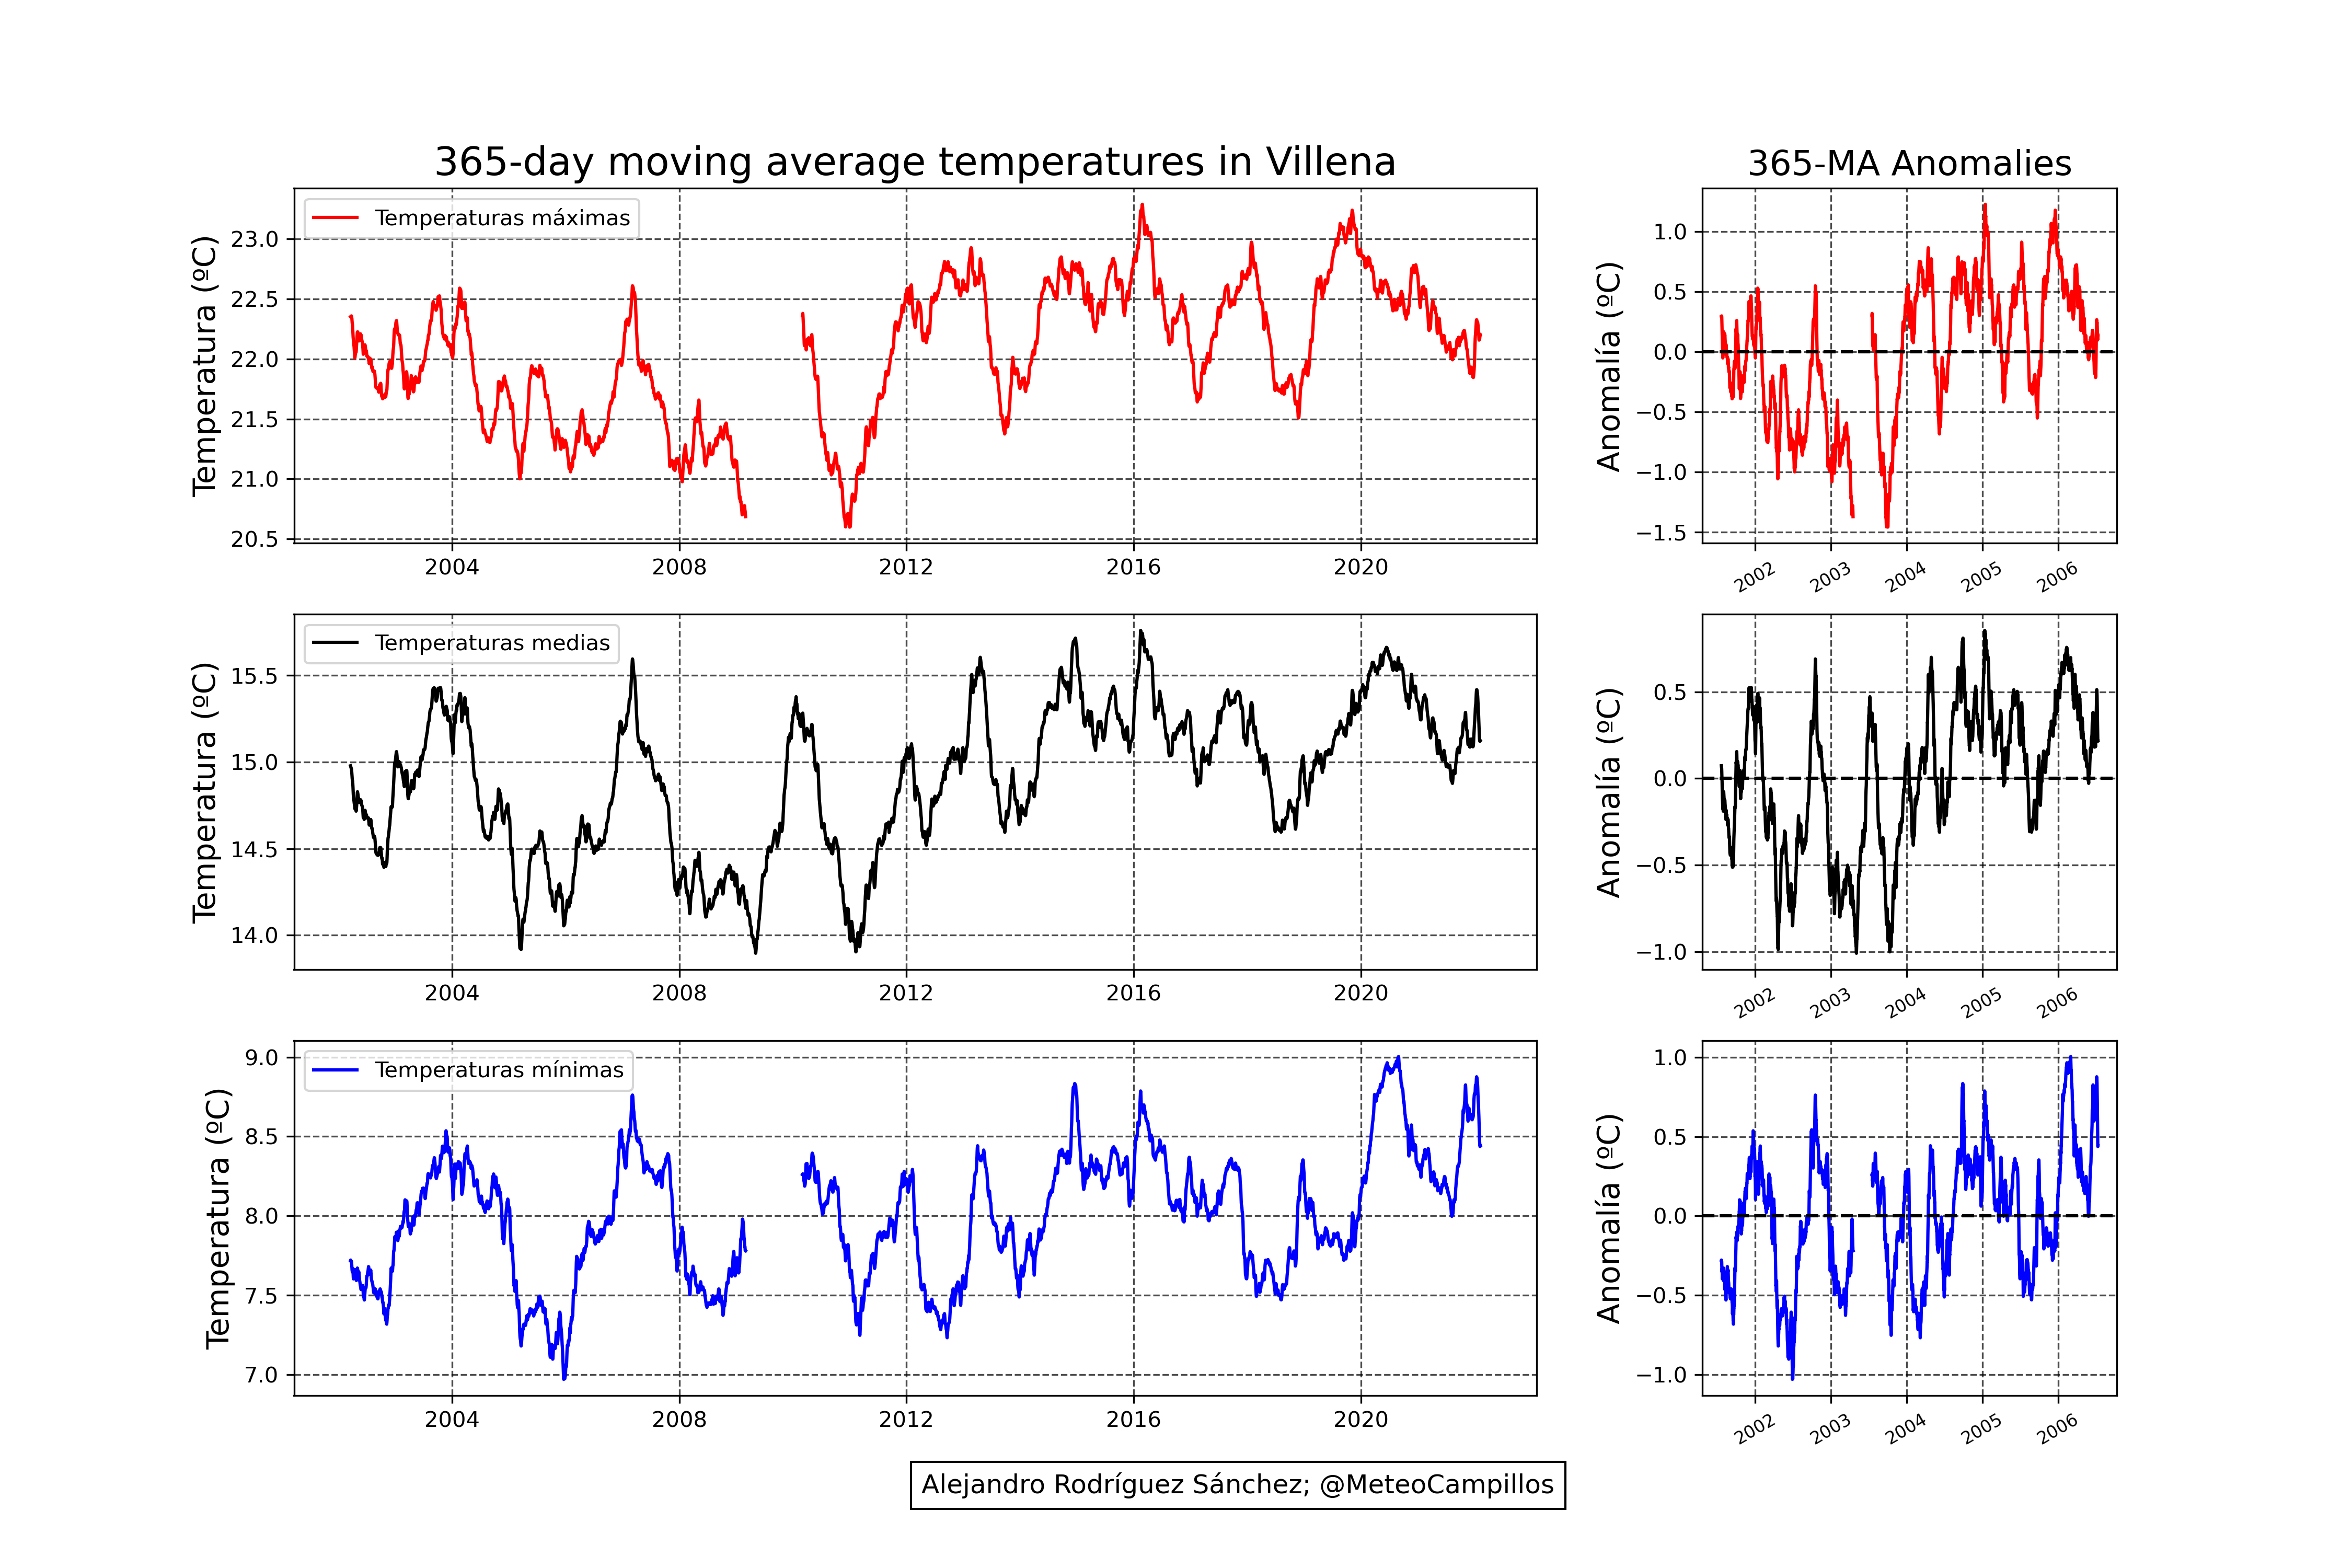 365-day moving average temperatures in Villena
365-MA Anomalies
Temperaturas máximas
Temperatura (ºC)
23.0
22.5
22.0
21.5
21.0
20.5
2004 2008 2012 2016 2020
Anomalía (ºC)
1.0
0.5
0.0
−0.5
−1.0
−1.5
2002 2003 2004 2005 2006
Temperaturas medias
Temperatura (ºC)
15.5
15.0
14.5
14.0
2004 2008 2012 2016 2020
Anomalía (ºC)
0.5
0.0
−0.5
−1.0
2002 2003 2004 2005 2006
Temperaturas mínimas
Temperatura (ºC)
9.0
8.5
8.0
7.5
7.0
2004 2008 2012 2016 2020
Anomalía (ºC)
1.0
0.5
0.0
−0.5
−1.0
2002 2003 2004 2005 2006
Alejandro Rodríguez Sánchez; @MeteoCampillos